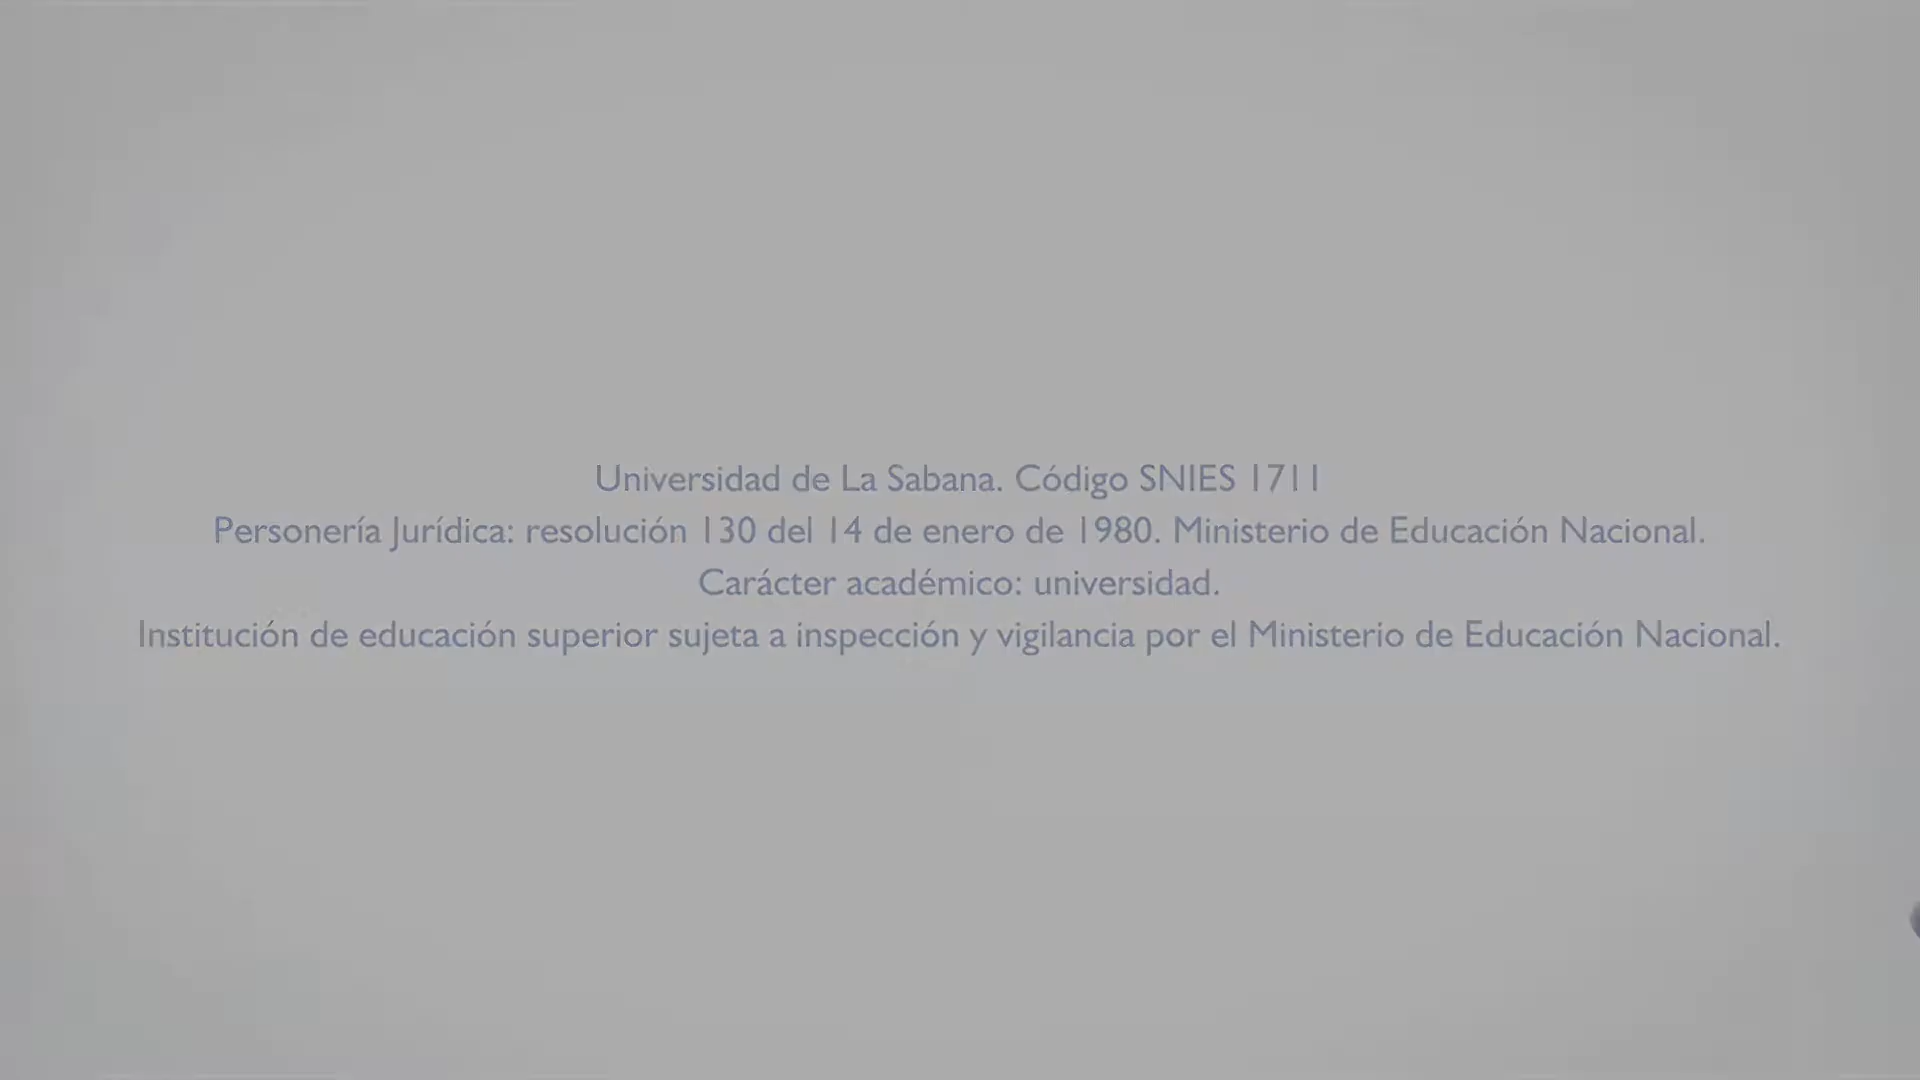 Universidad de La Sabana. Código SNIES 1711
Personería Jurídica: resolución 130 del 14 de enero de 1980. Ministerio de Educación Nacional.
Carácter académico: universidad.
Institución de educación superior sujeta a inspección y vigilancia por el Ministerio de Educación Nacional.